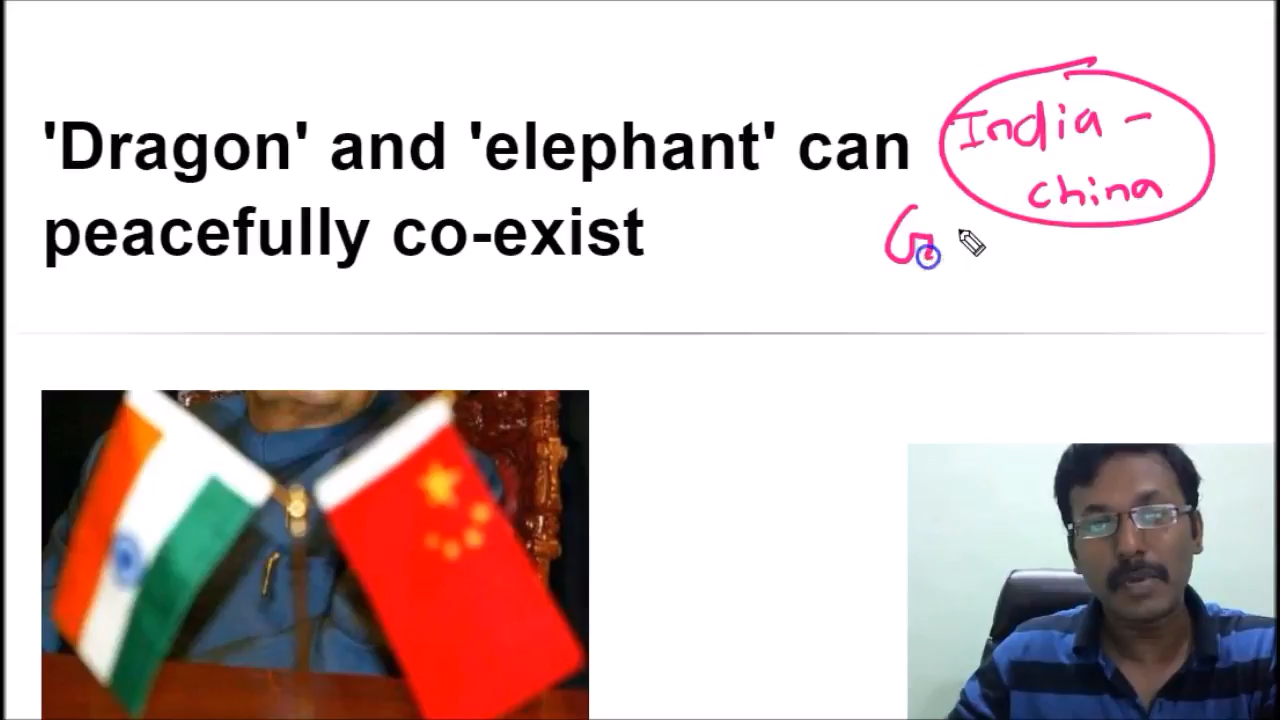 'Dragon' and 'elephant' can
peacefully co-exist
India -
china